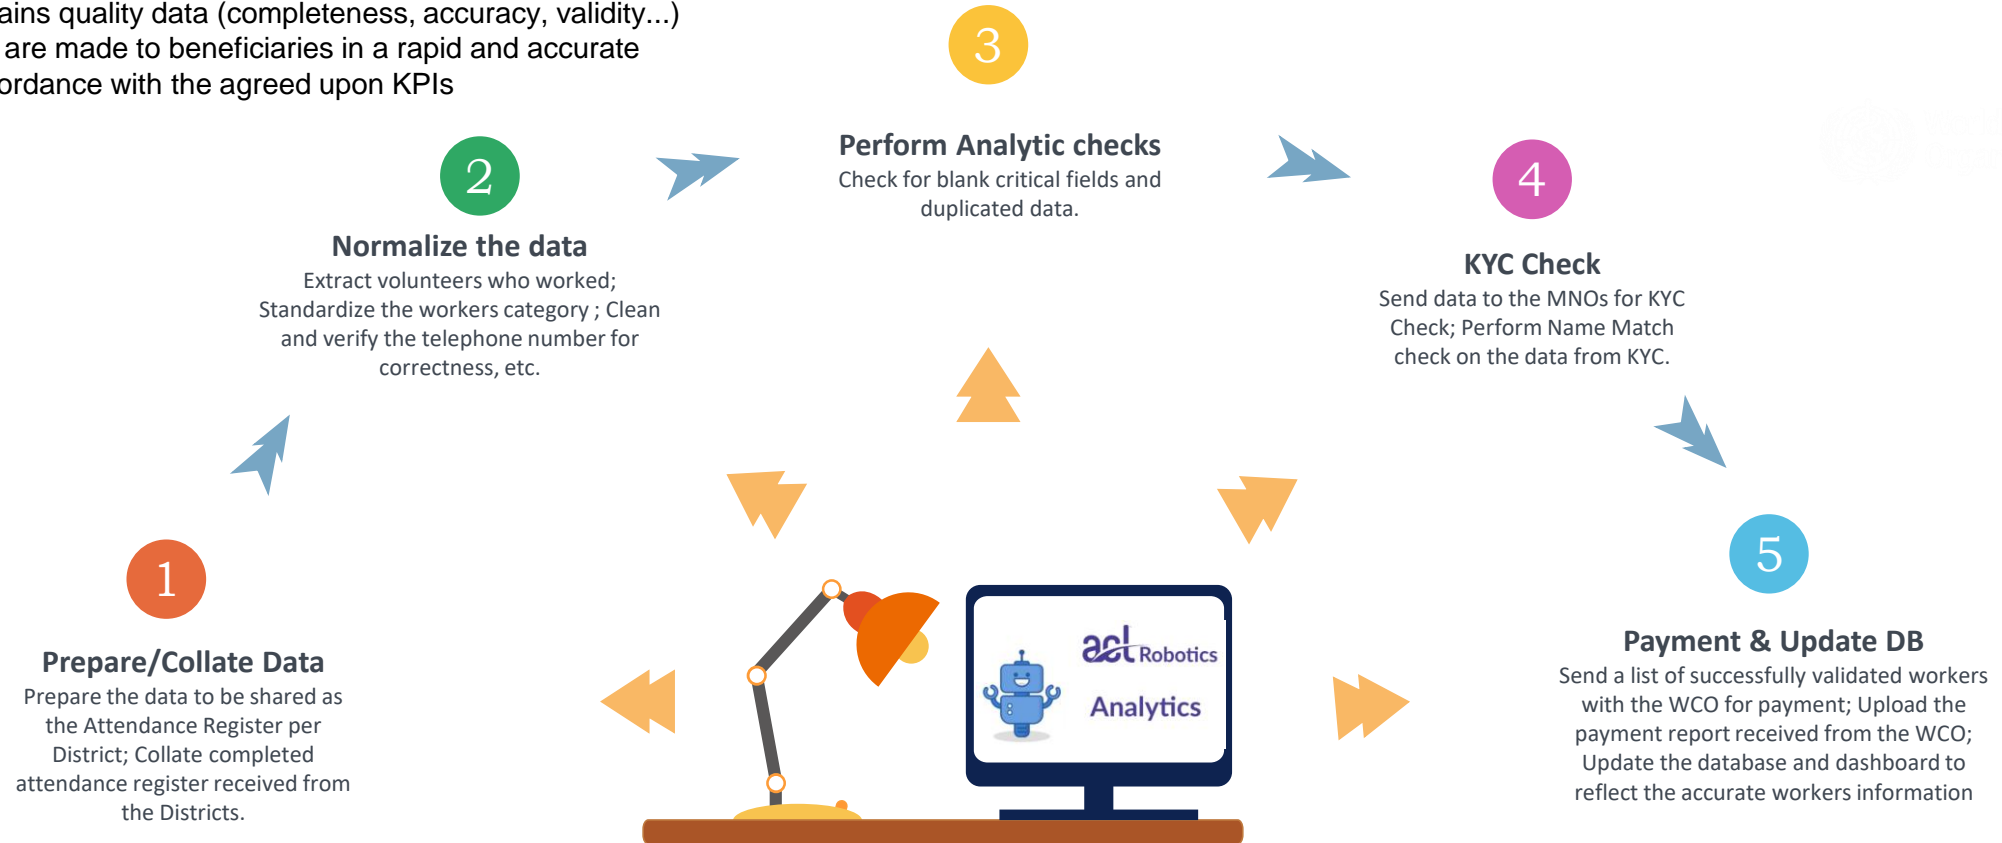 ains quality data (completeness, accuracy, validity...)
are made to beneficiaries in a rapid and accurate
ordance with the agreed upon KPIs
3
Perform Analytic checks
Check for blank critical fields and
duplicated data.
2
Normalize the data
Extract volunteers who worked;
Standardize the workers category ; Clean
and verify the telephone number for
correctness, etc.
4
KYC Check
Send data to the MNOs for KYC
Check; Perform Name Match
check on the data from KYC.
1
Prepare/Collate Data
Prepare the data to be shared as
the Attendance Register per
District; Collate completed
attendance register received from
the Districts.
acl Robotics
Analytics
5
Payment & Update DB
Send a list of successfully validated workers
with the WCO for payment; Upload the
payment report received from the WCO;
Update the database and dashboard to
reflect the accurate workers information